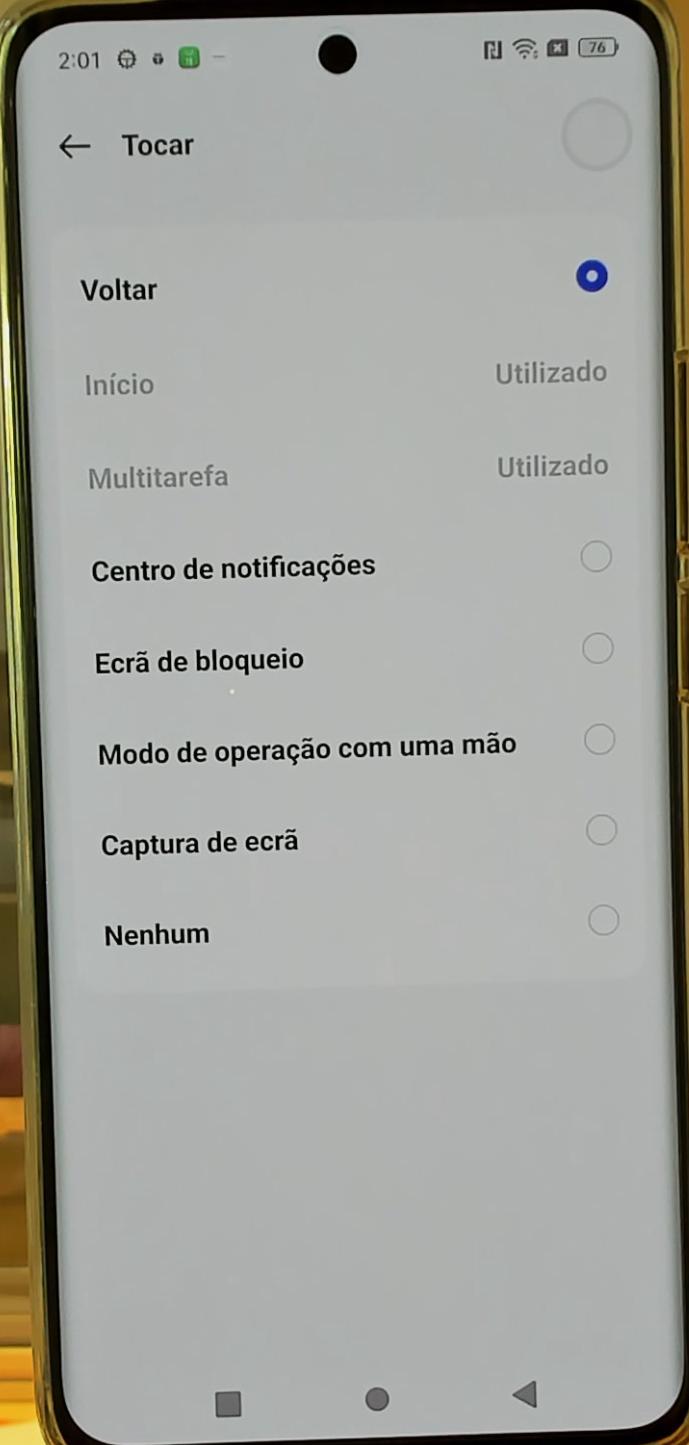 2:01
76
Tocar
Voltar
Início Utilizado
Multitarefa Utilizado
Centro de notificações
Ecrã de bloqueio
Modo de operação com uma mão
Captura de ecrã
Nenhum